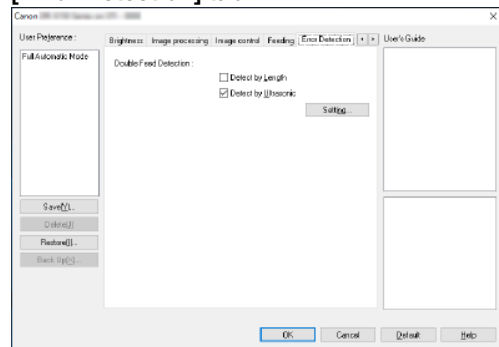 Canon
User Preference :
Full Automatic Mode
Save(Y)...
Delete(J)
Restore(I)...
Back Up(K)...
Brightness Image processing Image control Feeding Error Detection
Double Feed Detection :
Detect by Length
Detect by Ultrasonic
Setting...
User's Guide
OK Cancel Default Help